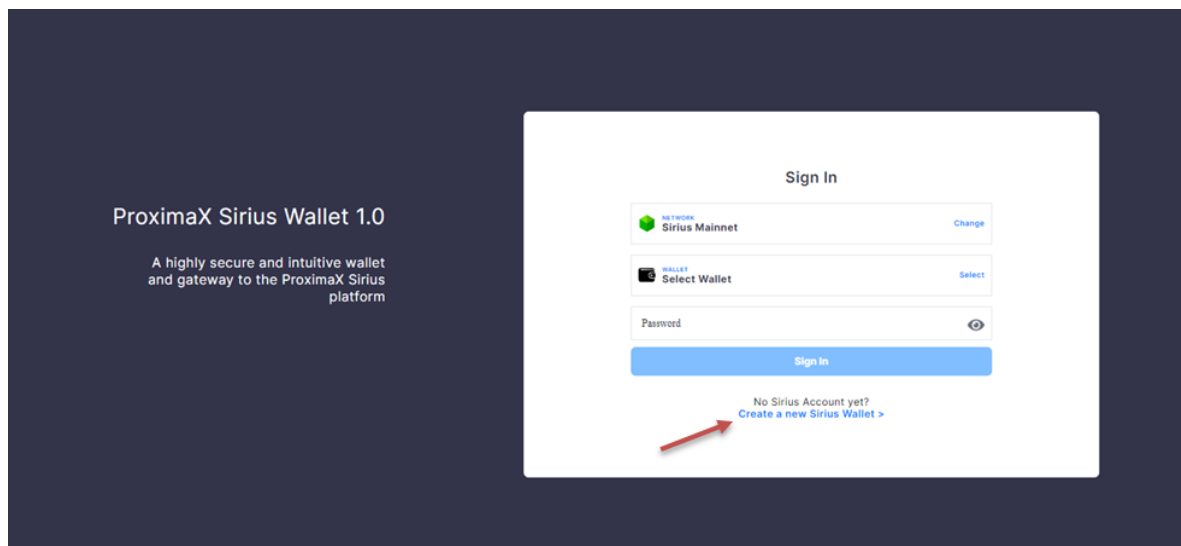 ProximaX Sirius Wallet 1.0
A highly secure and intuitive wallet
and gateway to the ProximaX Sirius
platform
Sign In
NETWORK
Sirius Mainnet
Change
WALLET
Select Wallet
Select
Password
Sign In
No Sirius Account yet?
Create a new Sirius Wallet >